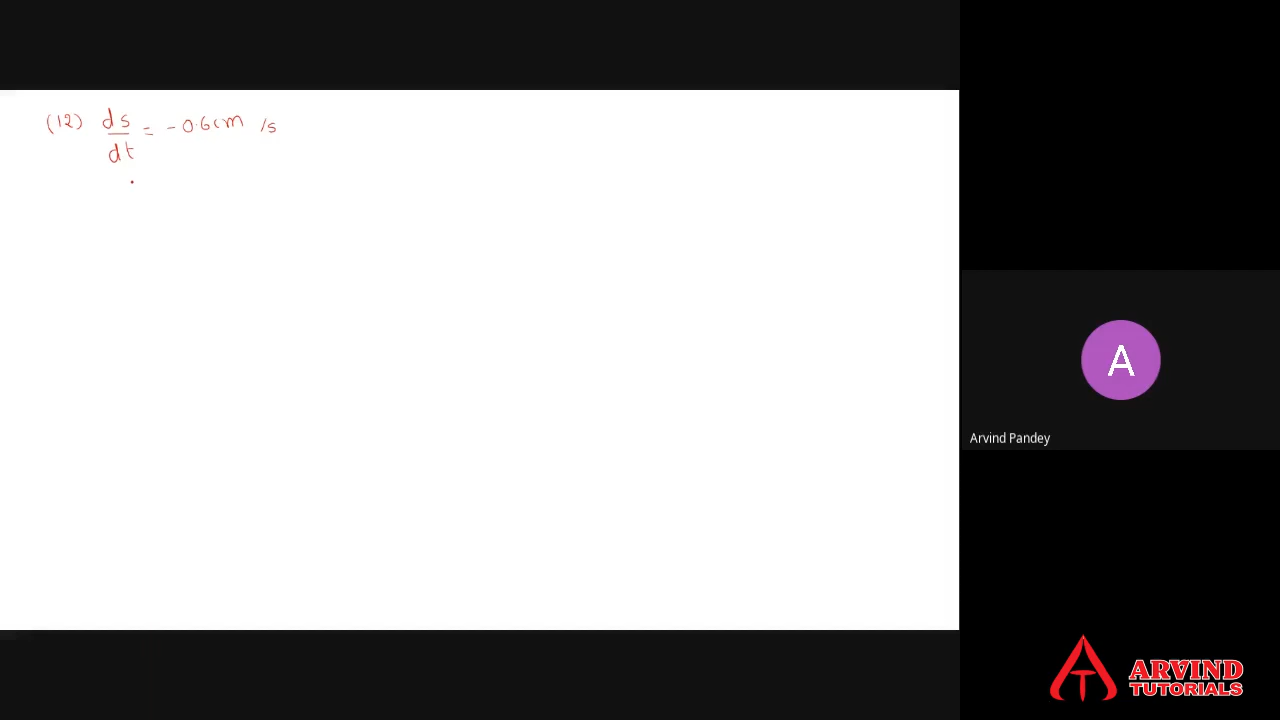 (12) ds/dt = -0.6cm /s
A
Arvind Pandey
ARVIND
TUTORIALS